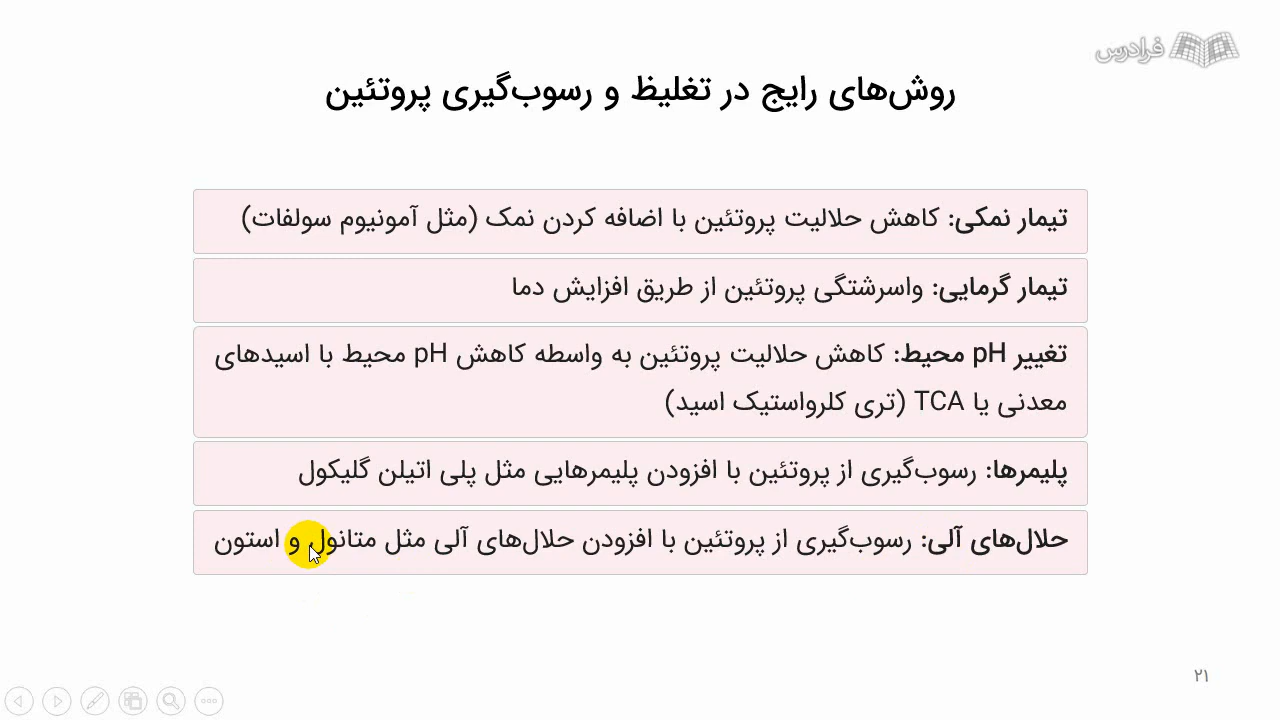 فرادرس
روش‌های رایج در تغلیظ و رسوب‌گیری پروتئین
تیمار نمکی: کاهش حلالیت پروتئین با اضافه کردن نمک (مثل آمونیوم سولفات)
تیمار گرمایی: واسرشتگی پروتئین از طریق افزایش دما
تغییر pH محیط: کاهش حلالیت پروتئین به واسطه کاهش pH محیط با اسیدهای
معدنی یا TCA (تری کلرواستیک اسید)
پلیمرها: رسوب‌گیری از پروتئین با افزودن پلیمرهایی مثل پلی اتیلن گلیکول
حلال‌های آلی: رسوب‌گیری از پروتئین با افزودن حلال‌های آلی مثل متانول و استون
۲۱